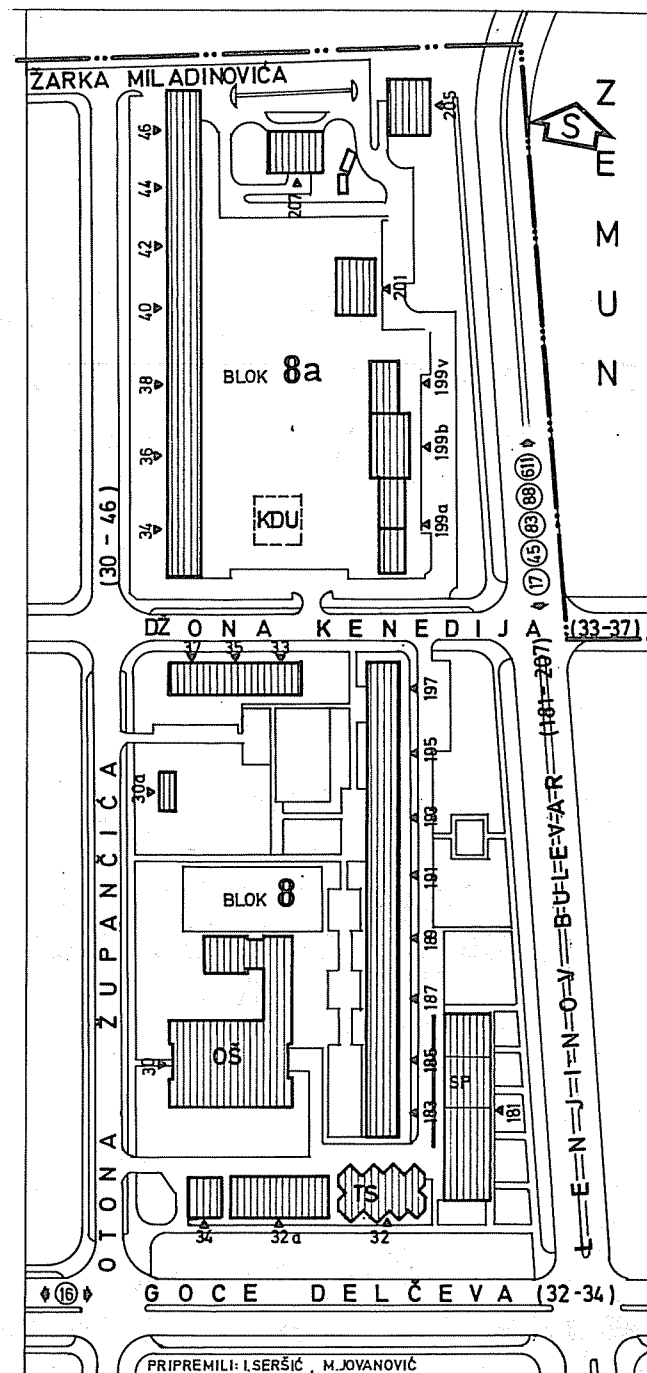 ŽARKA MILADINOVIĆA
ZEMUN
S
46
44
42
40
38
36
34
(30 - 46)
205
207
201
BLOK 8a
199v
199b
199a
KDU
17 45 83 88 611
DŽONA KENEDIJA (33-37)
37
35
33
197
195
193
191
189
187
185
183
30a
BLOK 8
OŠ
30
SP
181
LENJINOV BULEVAR (181-207)
OTONA ŽUPANČIĆA
TS
34
32a
32
16
GOCE DELČEVA (32-34)
PRIPREMILI: I.SERŠIĆ, M.JOVANOVIĆ